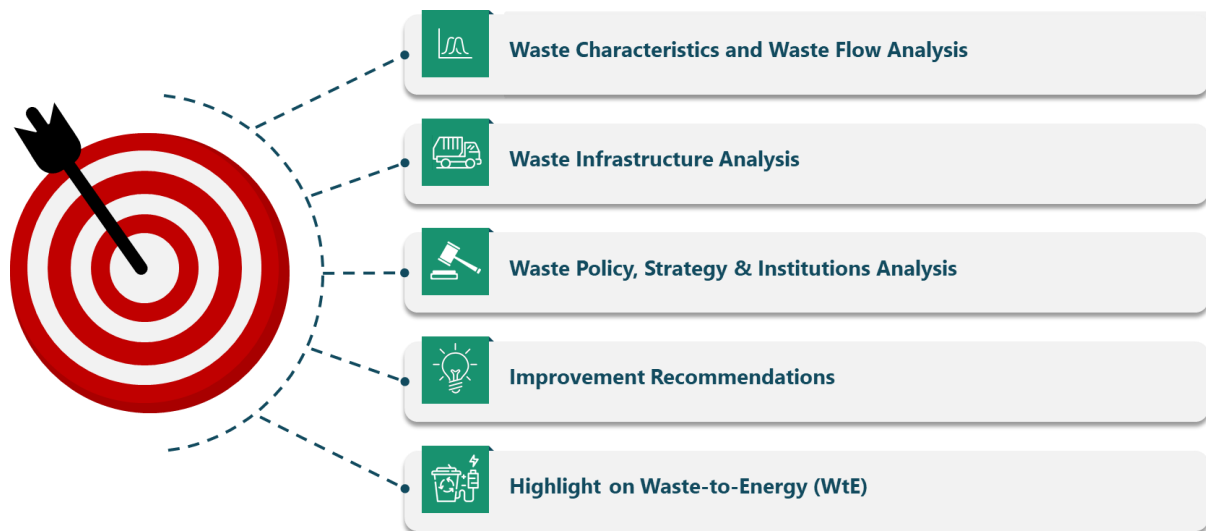 Waste Characteristics and Waste Flow Analysis
Waste Infrastructure Analysis
Waste Policy, Strategy & Institutions Analysis
Improvement Recommendations
Highlight on Waste-to-Energy (WtE)